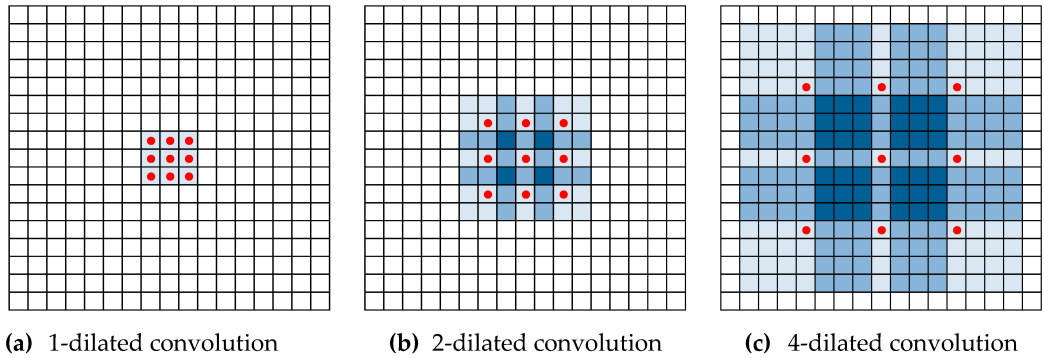 (a) 1-dilated convolution
(b) 2-dilated convolution
(c) 4-dilated convolution